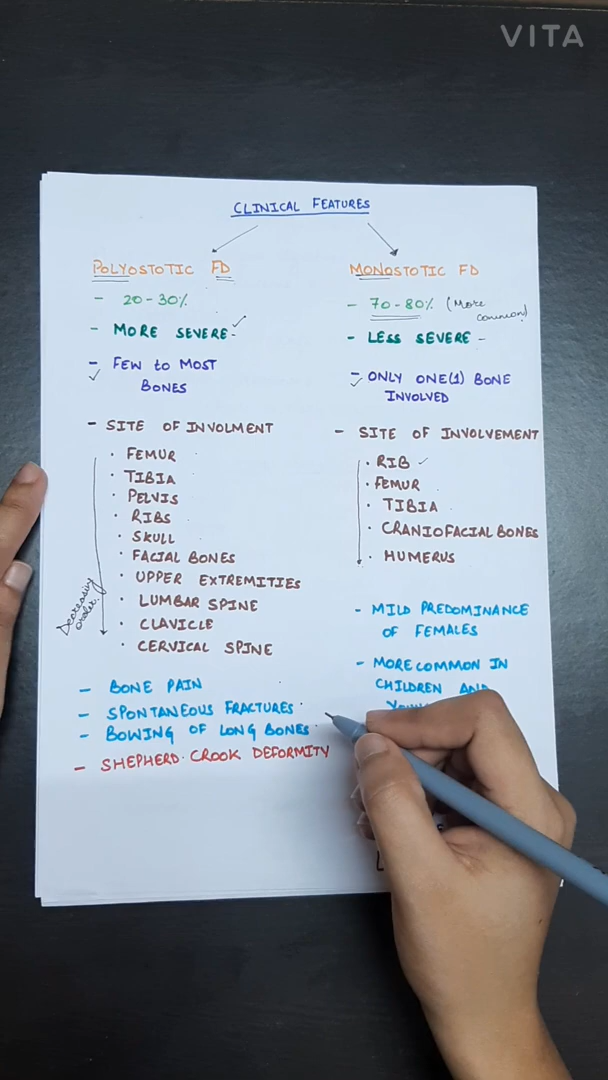 VITA
CLINICAL FEATURES
POLYOSTOTIC FD
- 20-30%
- MORE SEVERE-
- FEW to MOST
BONES
- SITE OF INVOLMENT
· FEMUR
· TIBIA
· PELVIS
· RIBS
· SKULL
· FACIAL BONES
· UPPER EXTREMITIES
· LUMBAR SPINE
· CLAVICLE
· CERVICAL SPINE
Decreasing
order
- BONE PAIN
- SPONTANEOUS FRACTURES
- BOWING OF LONG BONES
- SHEPHERD CROOK DEFORMITY
MONOSTOTIC FD
- 70-80% (More
common)
- LESS SEVERE -
- ONLY ONE(1) BONE
INVOLVED
- SITE OF INVOLVEMENT
· RIB
· FEMUR
· TIBIA
· CRANIOFACIAL BONES
· HUMERUS
- MILD PREDOMINANCE
OF FEMALES
- MORE COMMON IN
CHILDREN AND